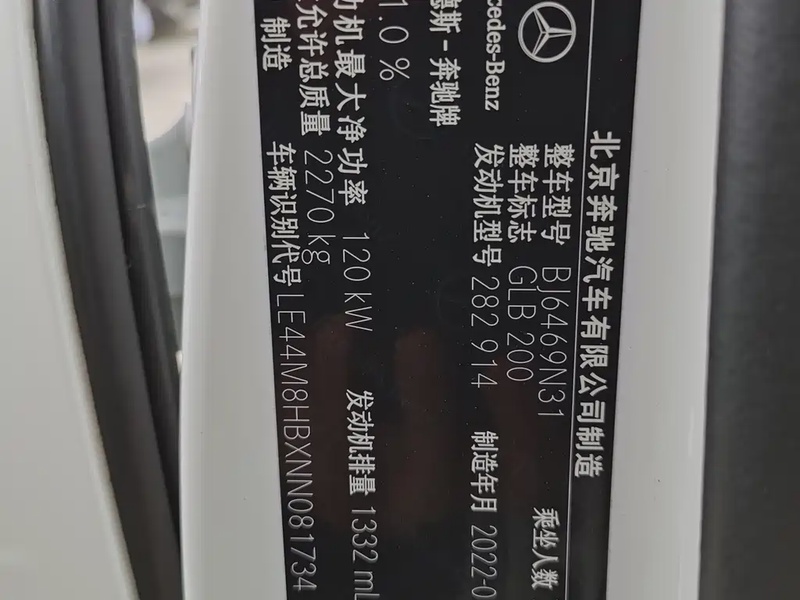 北京奔驰汽车有限公司制造
整车型号 BJ6469N31 乘坐人数
整车标志 GLB 200
发动机型号 282 914 制造年月 2022-0
Mercedes-Benz
德斯-奔驰牌
1.0 %
动机最大净功率 120 kW 发动机排量 1332 mL
允许总质量 2270 kg
制造 车辆识别代号 LE44M8HBXNN081734